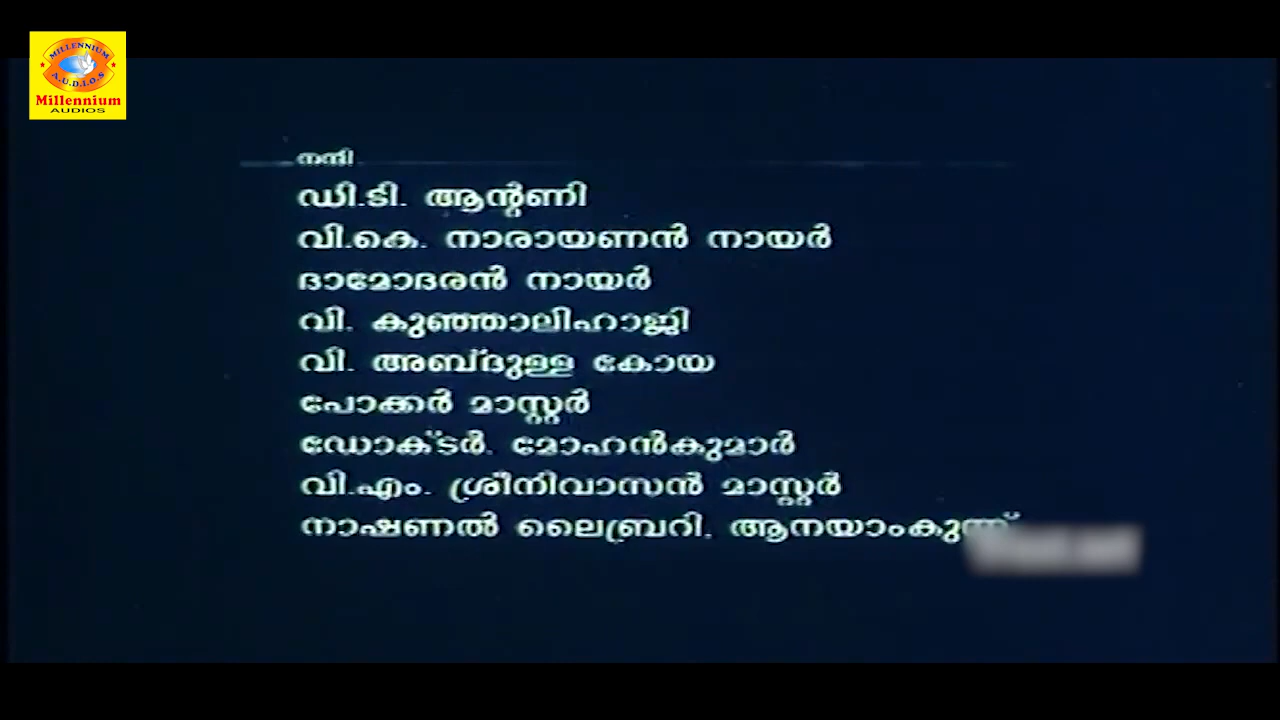 MILLENNIUM
A.U.D.I.O.S
Millennium
AUDIOS
നന്ദി
ഡി.ടി. ആന്റണി
വി.കെ. നാരായണൻ നായർ
ദാമോദരൻ നായർ
വി. കുഞ്ഞാലിഹാജി
വി. അബ്ദുള്ള കോയ
പോക്കർ മാസ്റ്റർ
ഡോക്ടർ. മോഹൻകുമാർ
വി.എം. ശ്രീനിവാസൻ മാസ്റ്റർ
നാഷണൽ ലൈബ്രറി. ആനയാംകുന്ന്